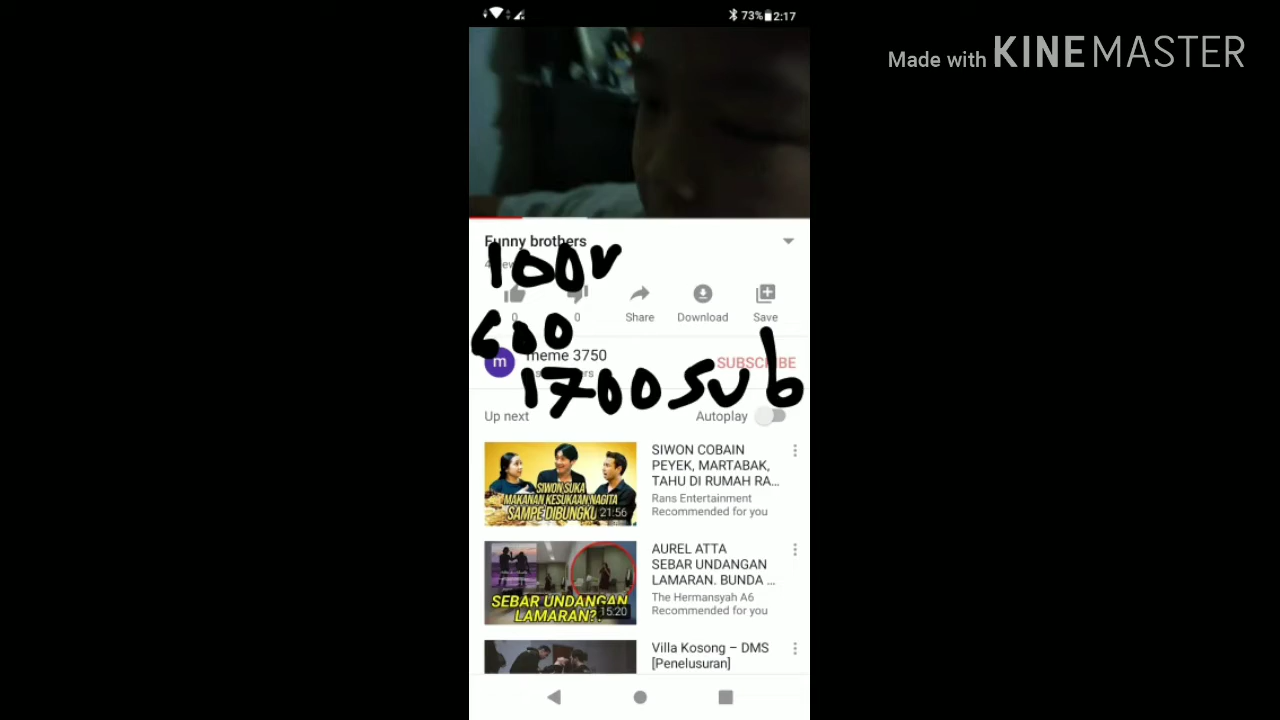 73% 2:17
Made with KINEMASTER
Funny brothers
100v
0 0 Share Download Save
600
m meme 3750 SUBSCRIBE
1700 sub
Up next Autoplay
SIWON COBAIN
PEYEK, MARTABAK,
TAHU DI RUMAH RA...
Rans Entertainment
Recommended for you
SIWON SUKA
MAKANAN KESUKAAN NAGITA
SAMPE DIBUNGKU
21:56
AUREL ATTA
SEBAR UNDANGAN
LAMARAN. BUNDA ...
The Hermansyah A6
Recommended for you
SEBAR UNDANGAN
LAMARAN?
15:20
Villa Kosong – DMS
[Penelusuran]